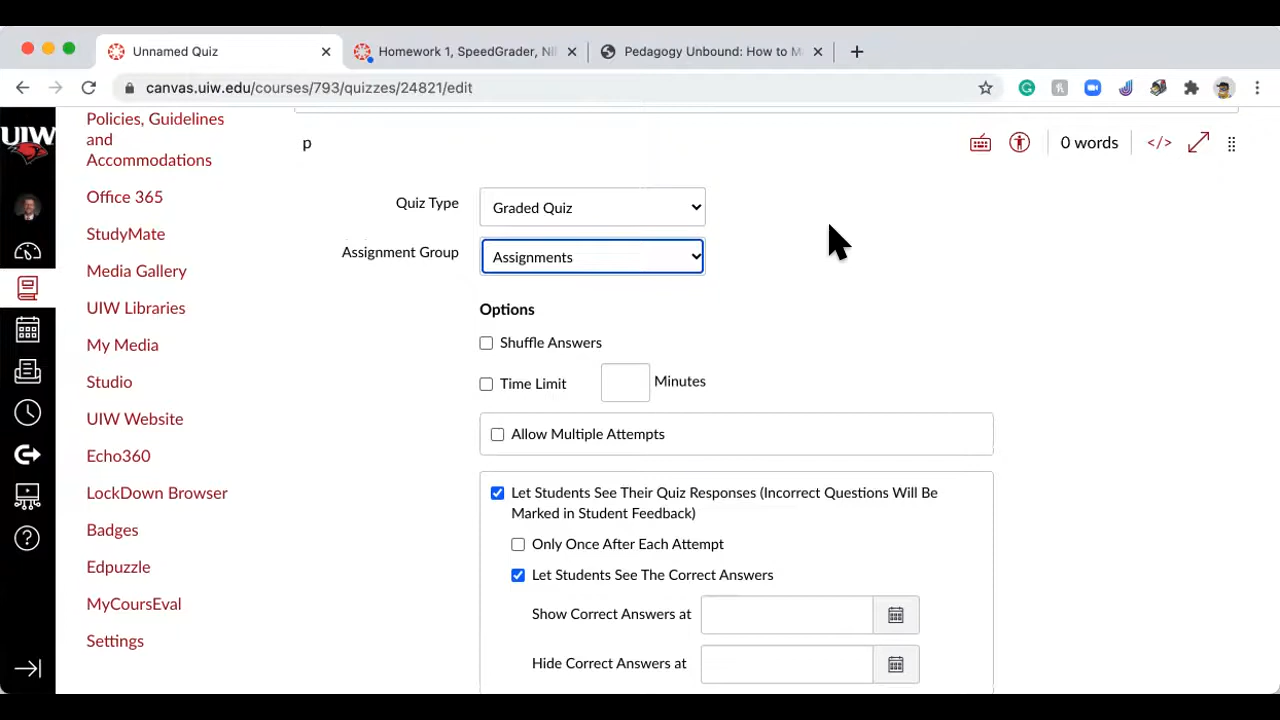 Unnamed Quiz
Homework 1, SpeedGrader, NI
Pedagogy Unbound: How to M
canvas.uiw.edu/courses/793/quizzes/24821/edit
UIW
Policies, Guidelines
and
Accommodations
Office 365
StudyMate
Media Gallery
UIW Libraries
My Media
Studio
UIW Website
Echo360
LockDown Browser
Badges
Edpuzzle
MyCoursEval
Settings
p
0 words
</>
Quiz Type
Graded Quiz
Assignment Group
Assignments
Options
Shuffle Answers
Time Limit
Minutes
Allow Multiple Attempts
Let Students See Their Quiz Responses (Incorrect Questions Will Be
Marked in Student Feedback)
Only Once After Each Attempt
Let Students See The Correct Answers
Show Correct Answers at
Hide Correct Answers at